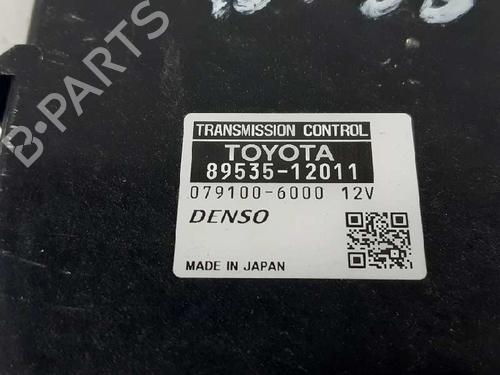 B-PARTS
TRANSMISSION CONTROL
TOYOTA
89535-12011
079100-6000 12V
DENSO
MADE IN JAPAN